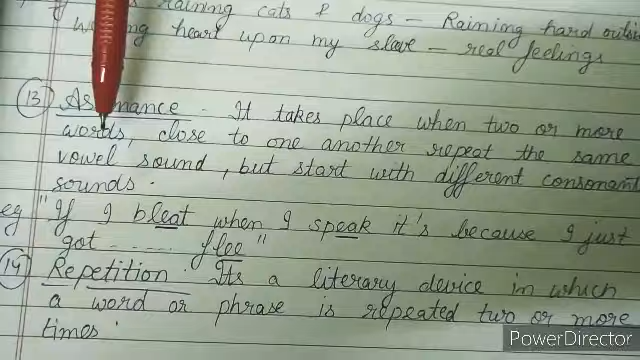 raining cats & dogs - Raining hard outsi
heart upon my slave - real feelings
13 Assonance - It takes place when two or more
words, close to one another repeat the same
vowel sound, but start with different consonant
sounds.
eg "If I bleat when I speak it's because I just
got ...... flee"
14 Repetition : Its a literary device in which
a word or phrase is repeated two or more
times.
PowerDirector